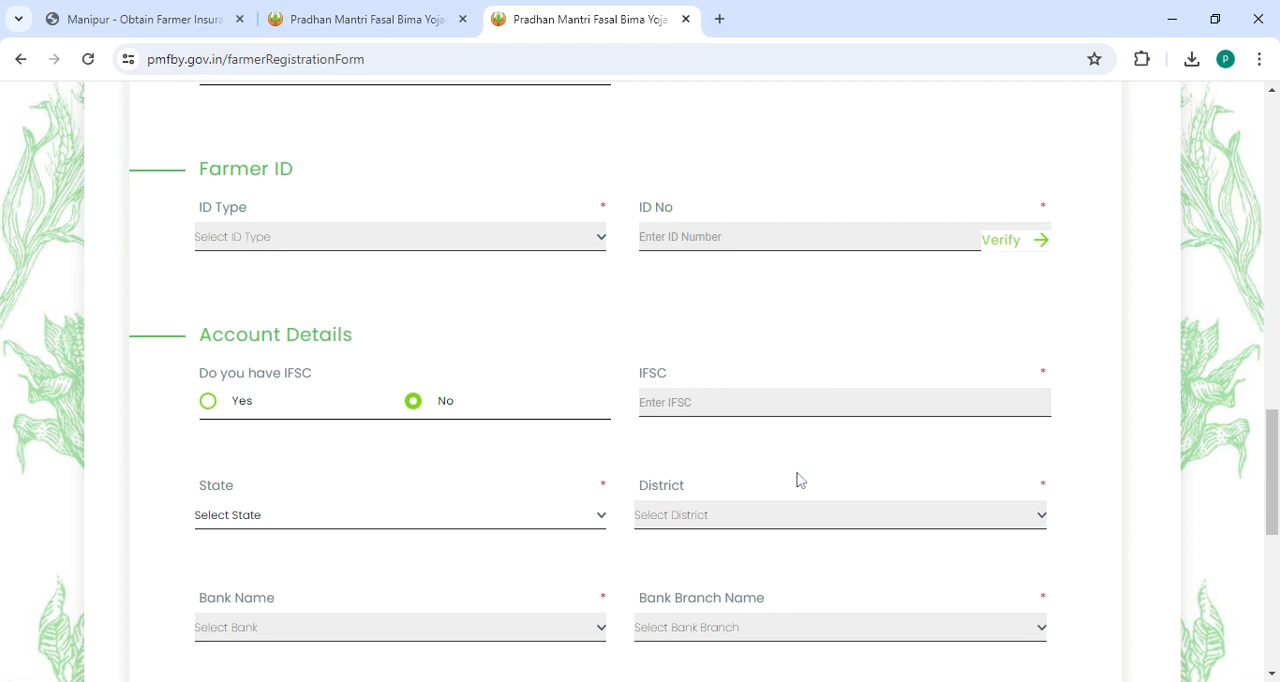 Manipur - Obtain Farmer Insura
Pradhan Mantri Fasal Bima Yoja
Pradhan Mantri Fasal Bima Yoja
pmfby.gov.in/farmerRegistrationForm
P
Farmer ID
ID Type *
ID No *
Select ID Type
Enter ID Number
Verify
Account Details
Do you have IFSC
IFSC *
Yes
No
Enter IFSC
State *
District *
Select State
Select District
Bank Name *
Bank Branch Name *
Select Bank
Select Bank Branch